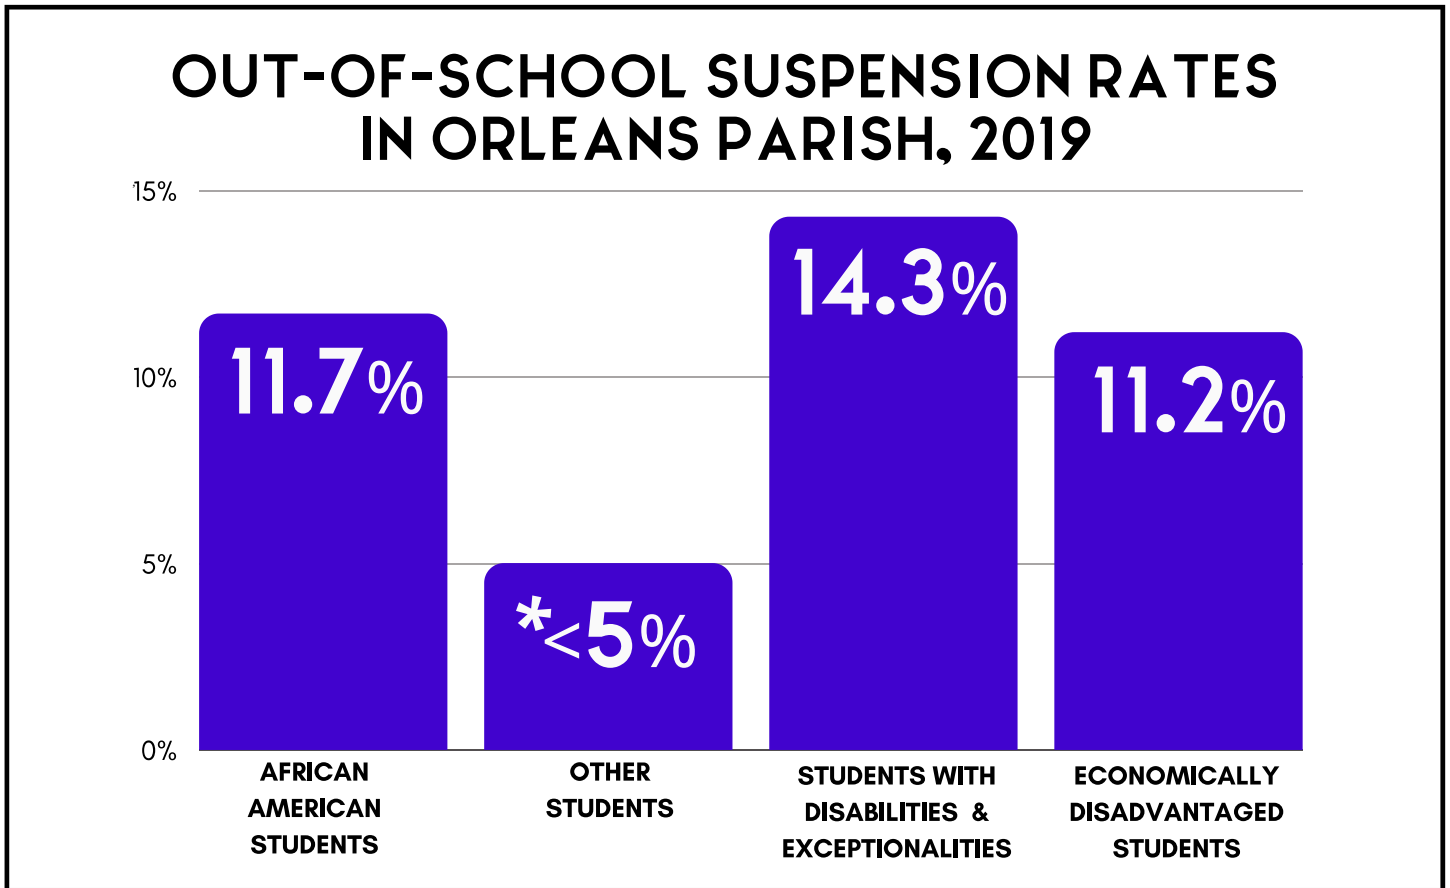 OUT-OF-SCHOOL SUSPENSION RATES
IN ORLEANS PARISH, 2019
15%
10%
5%
0%
11.7%
*<5%
14.3%
11.2%
AFRICAN
AMERICAN
STUDENTS
OTHER
STUDENTS
STUDENTS WITH
DISABILITIES &
EXCEPTIONALITIES
ECONOMICALLY
DISADVANTAGED
STUDENTS